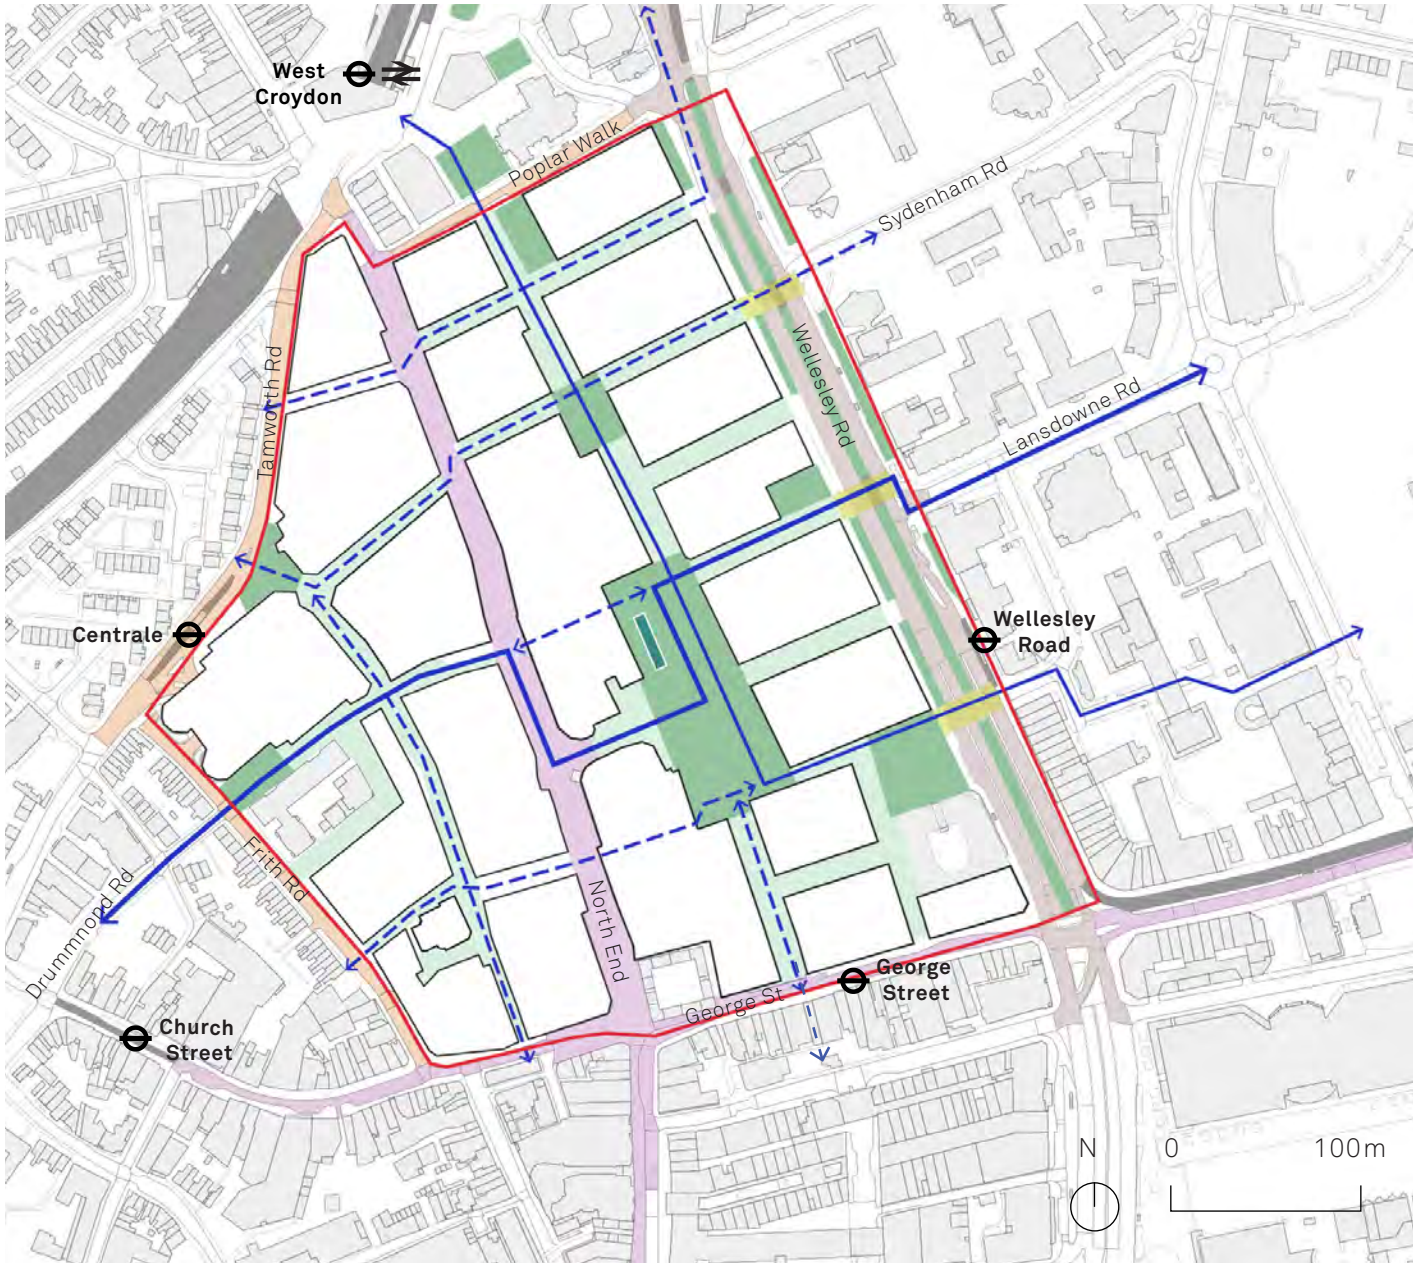 West
Croydon
Poplar Walk
Sydenham Rd
Tamworth Rd
Wellesley Rd
Lansdowne Rd
Centrale
Wellesley
Road
Frith Rd
Drummnond Rd
North End
George
Street
George St
Church
Street
N
0
100m